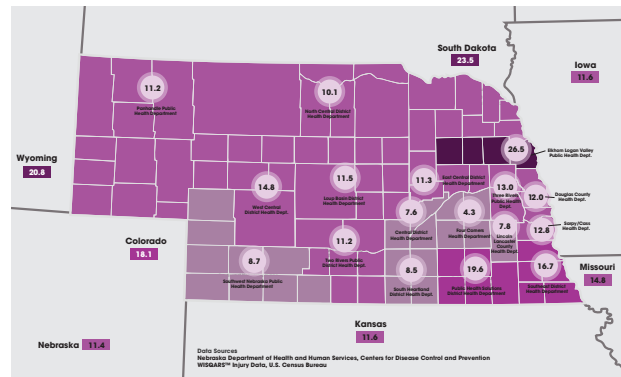 South Dakota
23.5
Iowa
11.6
11.2
Panhandle Public
Health Department
10.1
North Central District
Health Department
26.5
Elkhorn Logan Valley
Public Health Dept.
Wyoming
20.8
14.8
West Central
District Health Dept.
11.5
Loup Basin District
Health Department
11.3
East Central District
Health Department
13.0
Three Rivers
Public Health
Dept.
12.0
Douglas County
Health Dept.
7.6
Central District
Health Department
4.3
Four Corners
Health Department
7.8
Lincoln
Lancaster
County
Health Dept.
12.8
Sarpy/Cass
Health Dept.
Colorado
18.1
8.7
Southwest Nebraska Public
Health Department
11.2
Two Rivers Public
District Health Dept.
8.5
South Heartland
District Health Dept.
19.6
Public Health Solutions
District Health Department
16.7
Southeast District
Health Dept.
Missouri
14.8
Kansas
11.6
Nebraska 11.4
Data Sources
Nebraska Department of Health and Human Services, Centers for Disease Control and Prevention
WISQARS™ Injury Data, U.S. Census Bureau